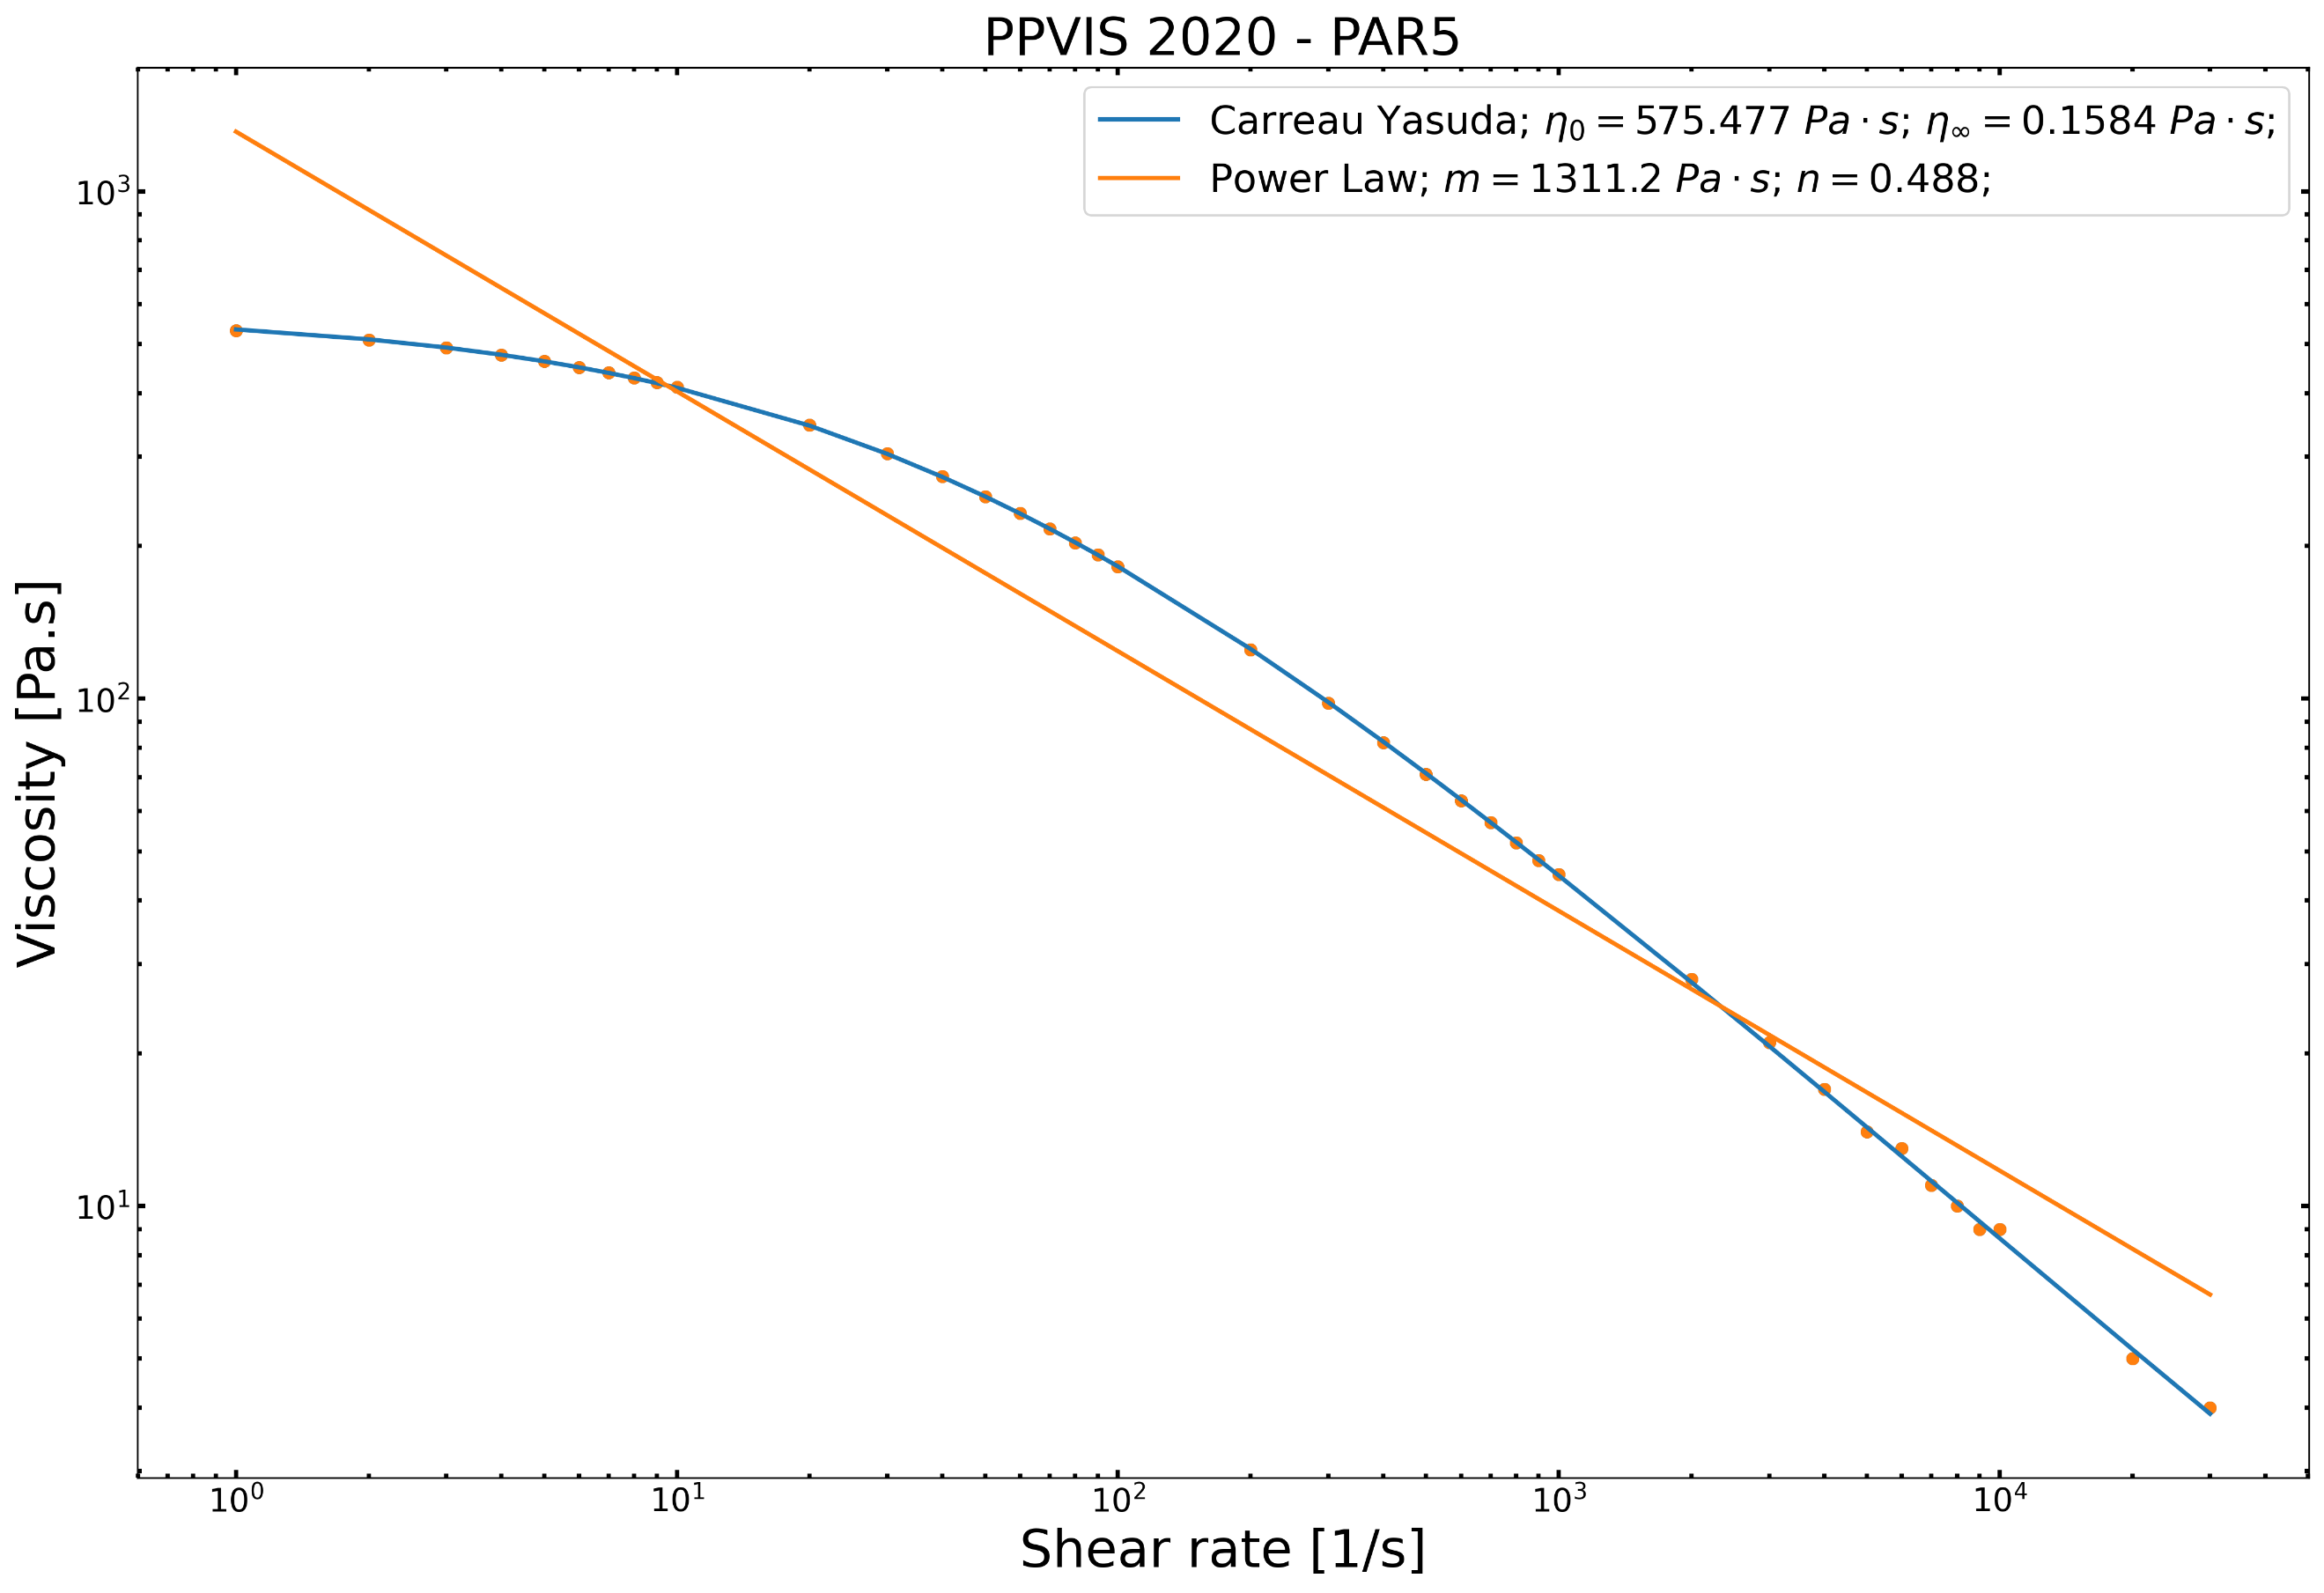 PPVIS 2020 - PAR5
Carreau Yasuda; η₀ = 575.477 Pa · s; η∞ = 0.1584 Pa · s;
Power Law; m = 1311.2 Pa · s; n = 0.488;
10³
10²
10¹
Viscosity [Pa.s]
10⁰ 10¹ 10² 10³ 10⁴
Shear rate [1/s]